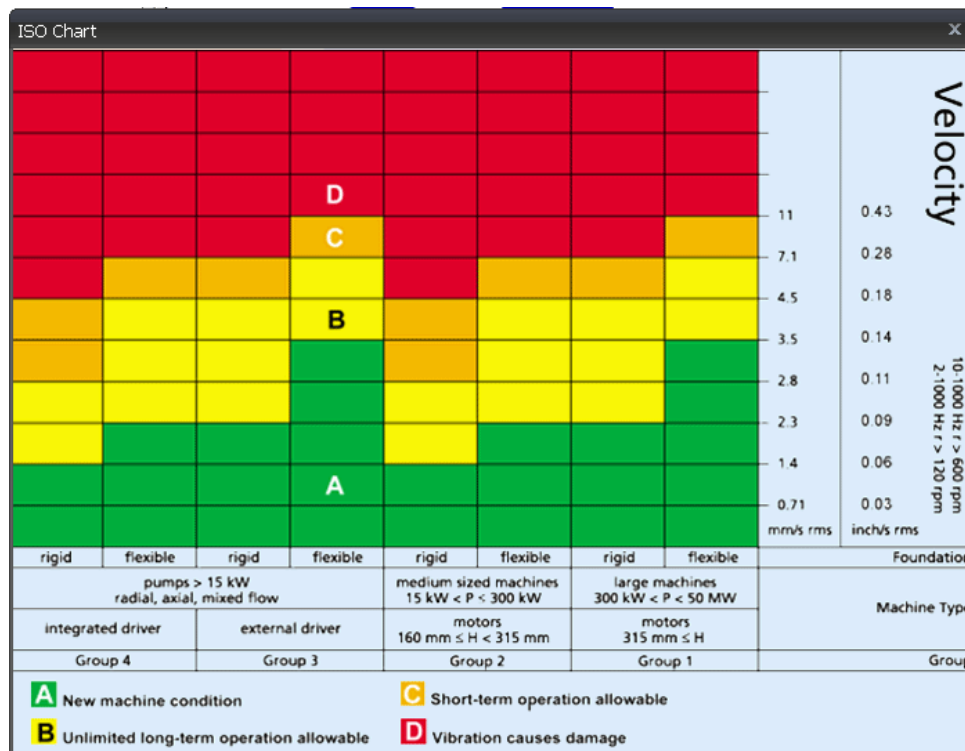 ISO Chart
x
Velocity
D
11
0.43
C
7.1
0.28
4.5
0.18
B
3.5
0.14
2.8
0.11
2.3
0.09
1.4
0.06
A
0.71
0.03
mm/s rms
inch/s rms
10-1000 Hz r > 600 rpm
2-1000 Hz r > 120 rpm
rigid
flexible
rigid
flexible
rigid
flexible
rigid
flexible
Foundation
pumps > 15 kW
radial, axial, mixed flow
medium sized machines
15 kW < P ≤ 300 kW
large machines
300 kW < P < 50 MW
Machine Type
integrated driver
external driver
motors
160 mm ≤ H < 315 mm
motors
315 mm ≤ H
Group 4
Group 3
Group 2
Group 1
Group
A New machine condition
C Short-term operation allowable
B Unlimited long-term operation allowable
D Vibration causes damage